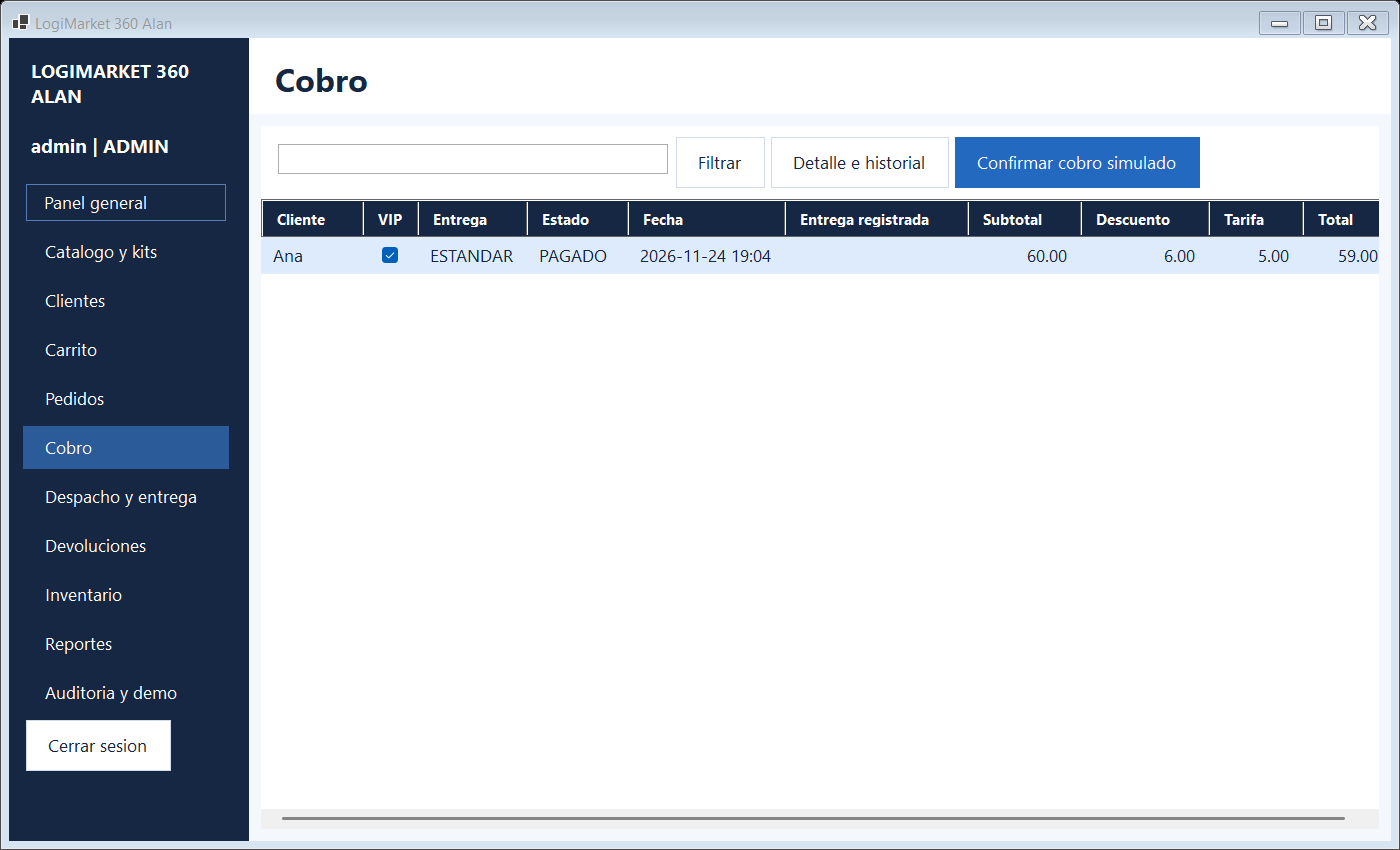 LogiMarket 360 Alan
LOGIMARKET 360
ALAN
admin | ADMIN
Panel general
Catalogo y kits
Clientes
Carrito
Pedidos
Cobro
Despacho y entrega
Devoluciones
Inventario
Reportes
Auditoria y demo
Cerrar sesion
Cobro
Filtrar
Detalle e historial
Confirmar cobro simulado
Cliente VIP Entrega Estado Fecha Entrega registrada Subtotal Descuento Tarifa Total
Ana ESTANDAR PAGADO 2026-11-24 19:04 60.00 6.00 5.00 59.00